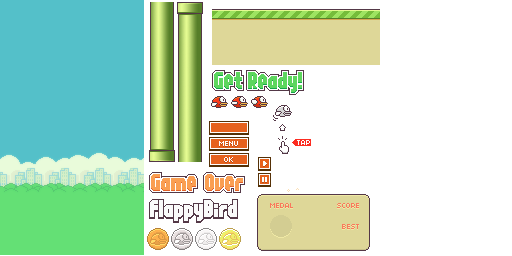 Get Ready!
MENU
TAP
OK
Game Over
FlappyBird
MEDAL SCORE
BEST